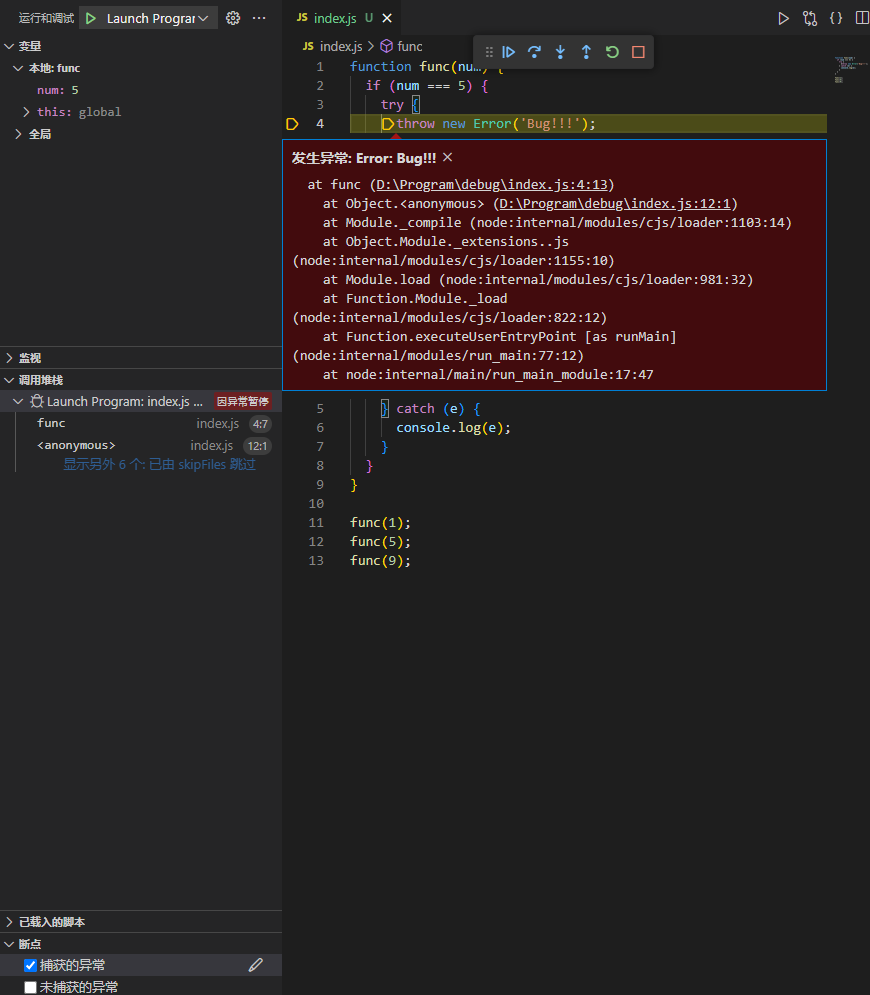 运行和调试 Launch Program
JS index.js U
JS index.js > func
变量
本地: func
num: 5
this: global
全局
1 function func(num) {
2 if (num === 5) {
3 try {
4 throw new Error('Bug!!!');
发生异常: Error: Bug!!!
at func (D:\Program\debug\index.js:4:13)
at Object.<anonymous> (D:\Program\debug\index.js:12:1)
at Module._compile (node:internal/modules/cjs/loader:1103:14)
at Object.Module._extensions..js
(node:internal/modules/cjs/loader:1155:10)
at Module.load (node:internal/modules/cjs/loader:981:32)
at Function.Module._load
(node:internal/modules/cjs/loader:822:12)
at Function.executeUserEntryPoint [as runMain]
(node:internal/modules/run_main:77:12)
at node:internal/main/run_main_module:17:47
5 } catch (e) {
6 console.log(e);
7 }
8 }
9 }
10
11 func(1);
12 func(5);
13 func(9);
监视
调用堆栈
Launch Program: index.js ... 因异常暂停
func index.js 4:7
<anonymous> index.js 12:1
显示另外 6 个: 已由 skipFiles 跳过
已载入的脚本
断点
捕获的异常
未捕获的异常